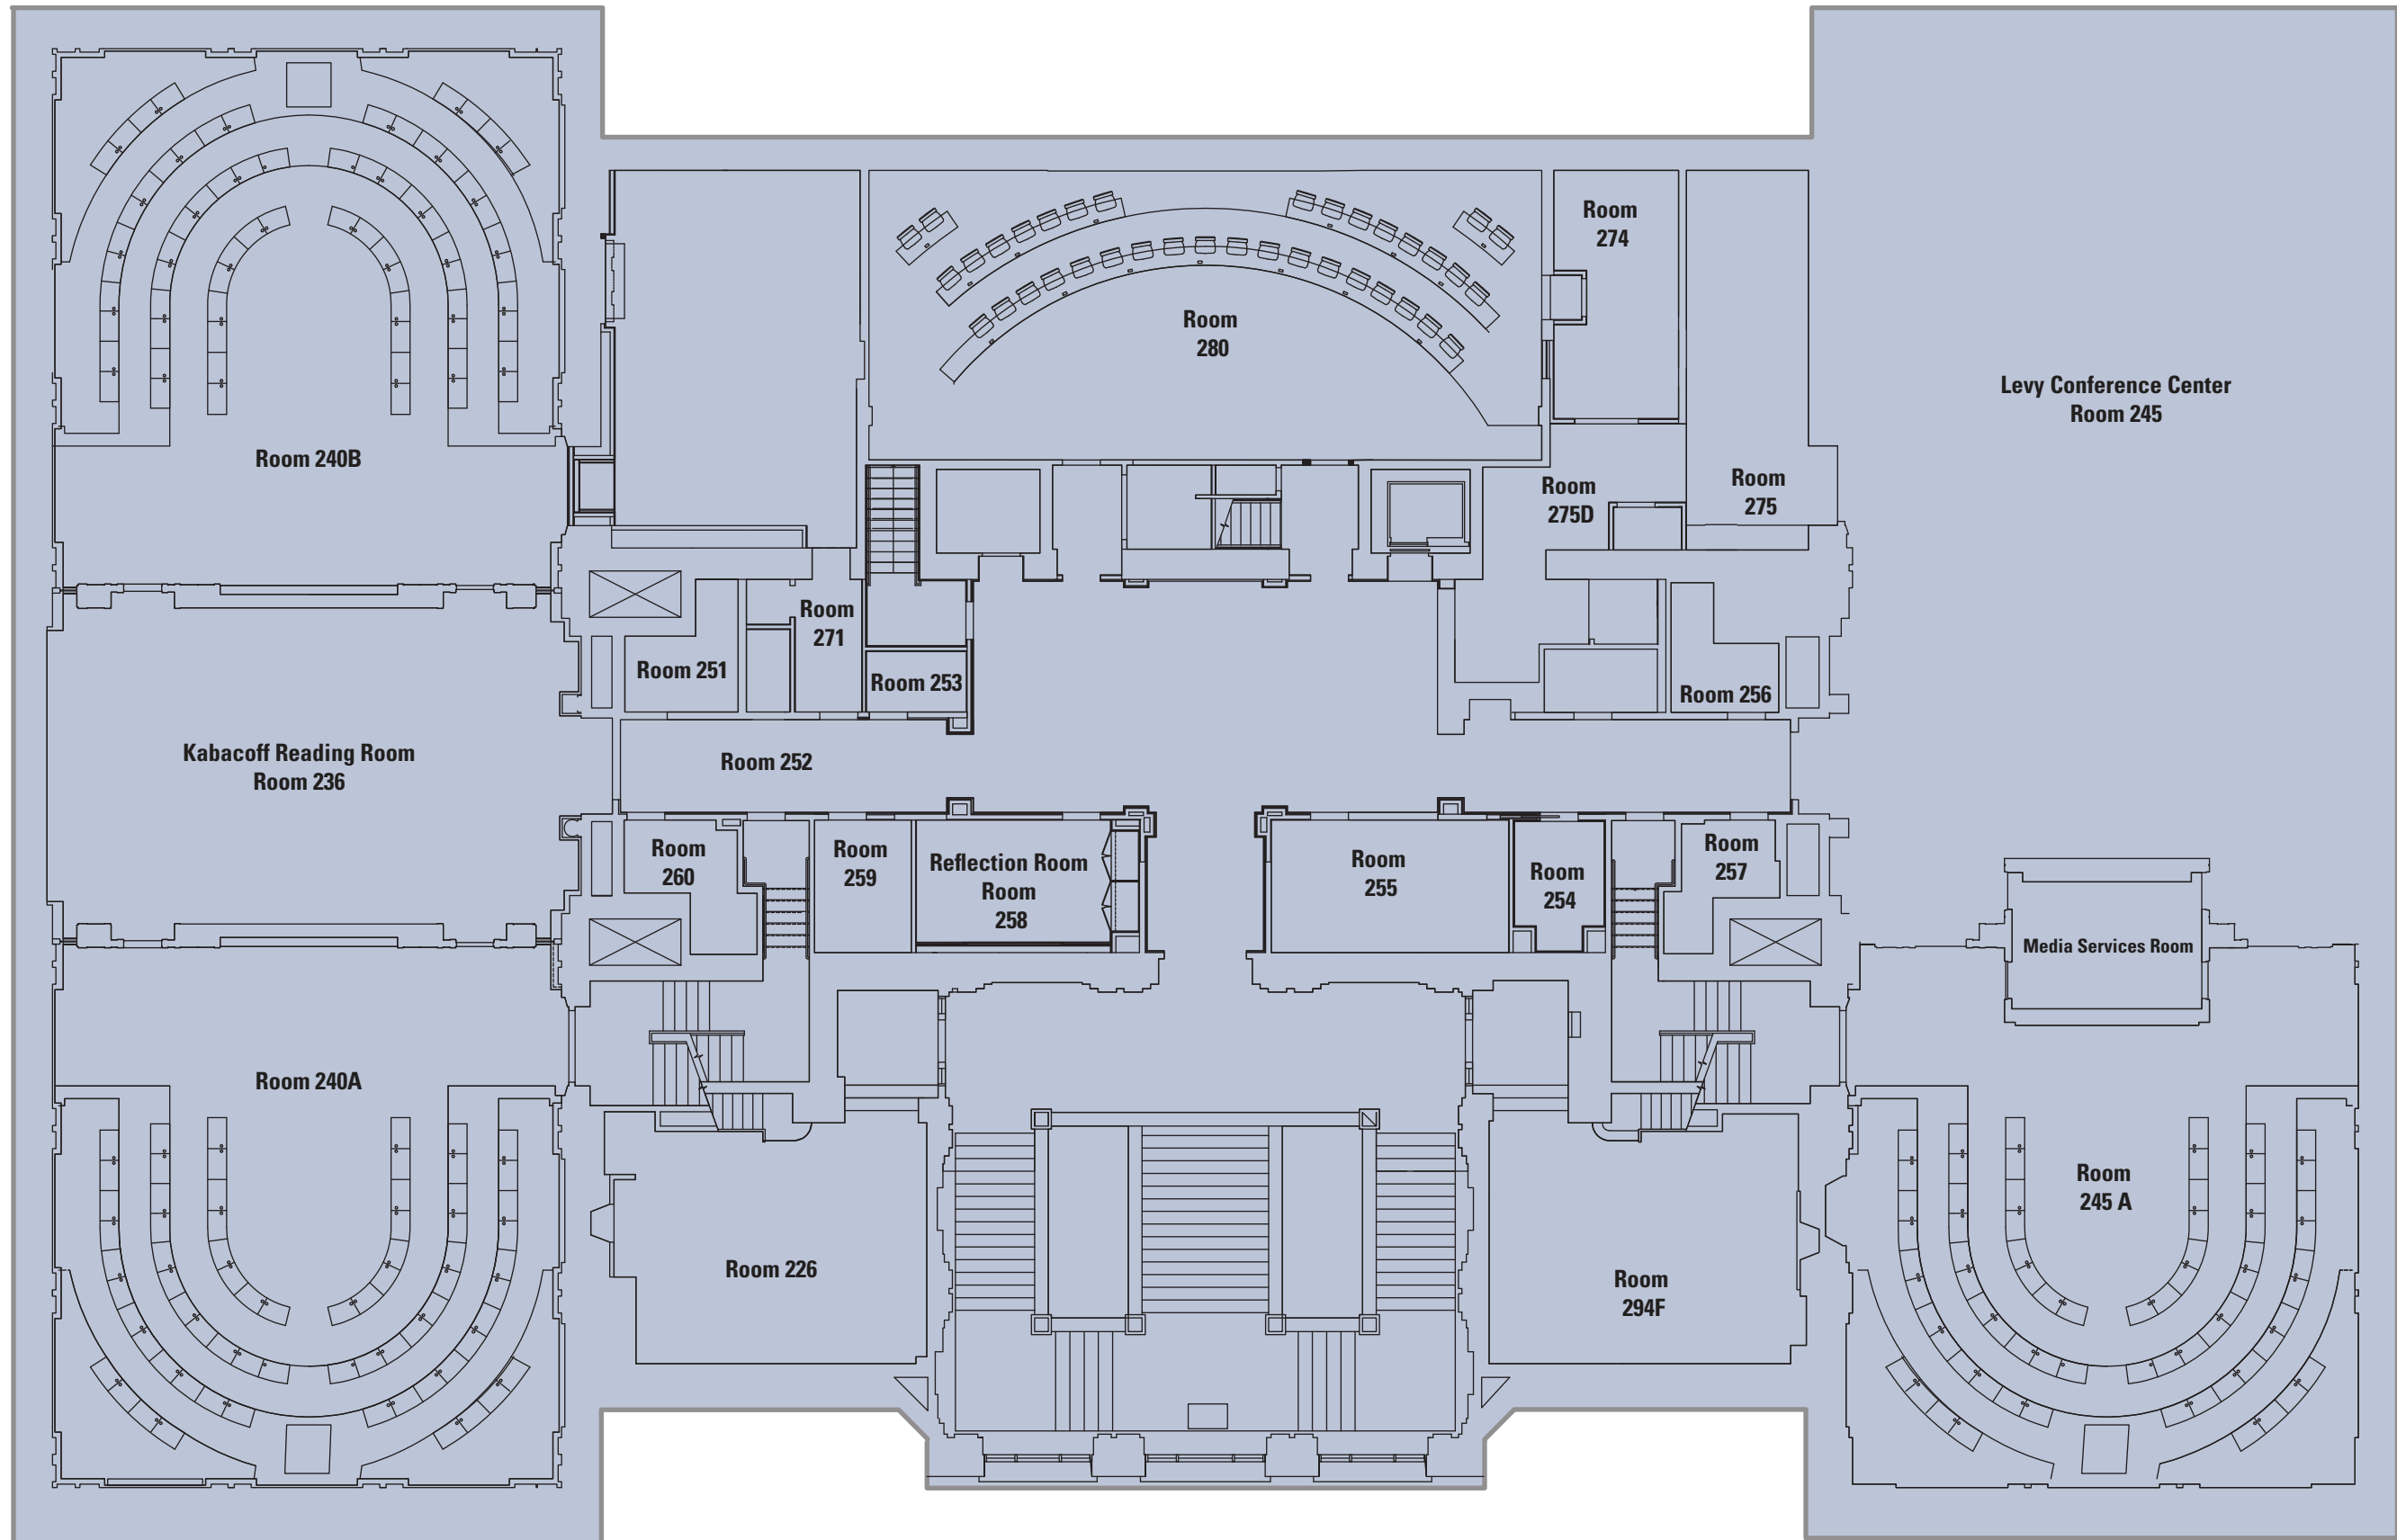 Room
274
Room
280
Levy Conference Center
Room 245
Room 240B
Room
275
Room
275D
Room
271
Room 251
Room 253
Room 256
Kabacoff Reading Room
Room 236
Room 252
Room
260
Room
259
Reflection Room
Room
258
Room
255
Room
254
Room
257
Media Services Room
Room 240A
Room
245 A
Room 226
Room
294F